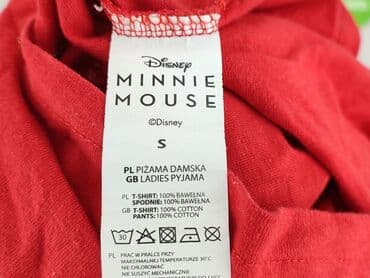 Disney
MINNIE
MOUSE
©Disney
S
PL PIŻAMA DAMSKA
GB LADIES PYJAMA
PL T-SHIRT: 100% BAWEŁNA
SPODNIE: 100% BAWEŁNA
GB T-SHIRT: 100% COTTON
PANTS: 100% COTTON
30
PL PRAĆ W PRALCE PRZY
MAKSYMALNEJ TEMPERATURZE 30°C
NIE CHLOROWAĆ
NIE SUSZYĆ MECHANICZNIE